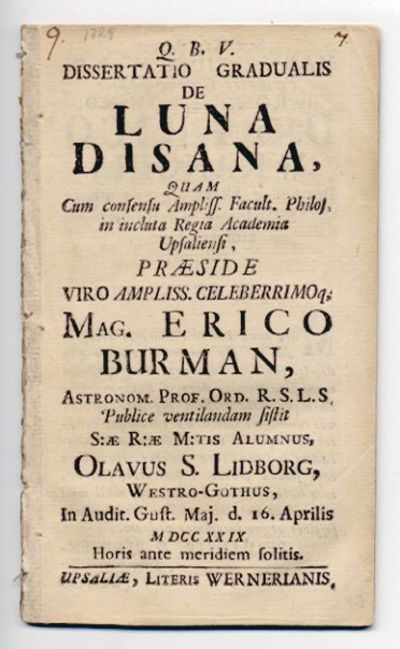 9. 1729 7.
Q. B. V.
DISSERTATIO GRADUALIS
DE
LUNA
DISANA,
QUAM
Cum consensu Ampliss. Facult. Philos,
in incluta Regia Academia
Upsaliensi,
PRÆSIDE
VIRO AMPLISS. CELEBERRIMOq;
MAG. ERICO
BURMAN,
ASTRONOM. PROF. ORD. R. S. L. S,
Publice ventilandam sistit
S:Æ R:Æ M:TIS ALUMNUS,
OLAVUS S. LIDBORG,
WESTRO-GOTHUS,
In Audit. Gust. Maj. d. 16. Aprilis
MDCCXXIX
Horis ante meridiem solitis.
UPSALIÆ, LITERIS WERNERIANIS.